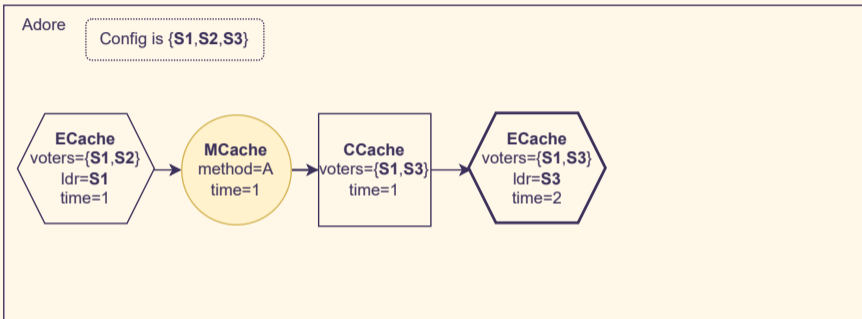 Adore
Config is {S1,S2,S3}
ECache
voters={S1,S2}
ldr=S1
time=1
MCache
method=A
time=1
CCache
voters={S1,S3}
time=1
ECache
voters={S1,S3}
ldr=S3
time=2